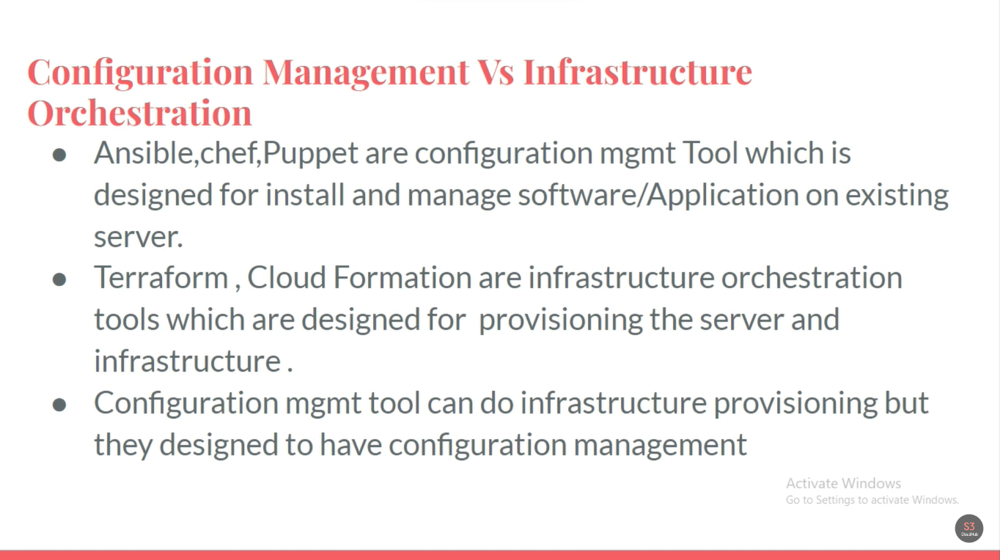 Configuration Management Vs Infrastructure
Orchestration
● Ansible,chef,Puppet are configuration mgmt Tool which is
designed for install and manage software/Application on existing
server.
● Terraform , Cloud Formation are infrastructure orchestration
tools which are designed for  provisioning the server and
infrastructure .
● Configuration mgmt tool can do infrastructure provisioning but
they designed to have configuration management
Activate Windows
Go to Settings to activate Windows.
S3
CloudHub